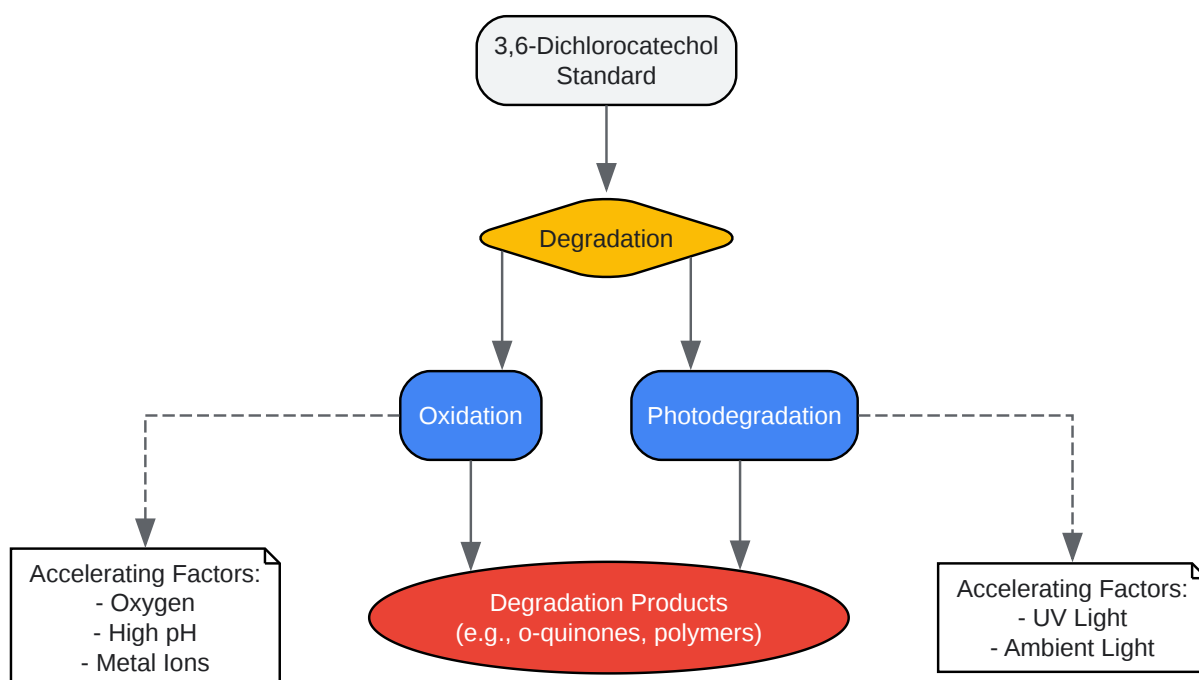 3,6-Dichlorocatechol
Standard
Degradation
Oxidation
Photodegradation
Accelerating Factors:
- Oxygen
- High pH
- Metal Ions
Degradation Products
(e.g., o-quinones, polymers)
Accelerating Factors:
- UV Light
- Ambient Light